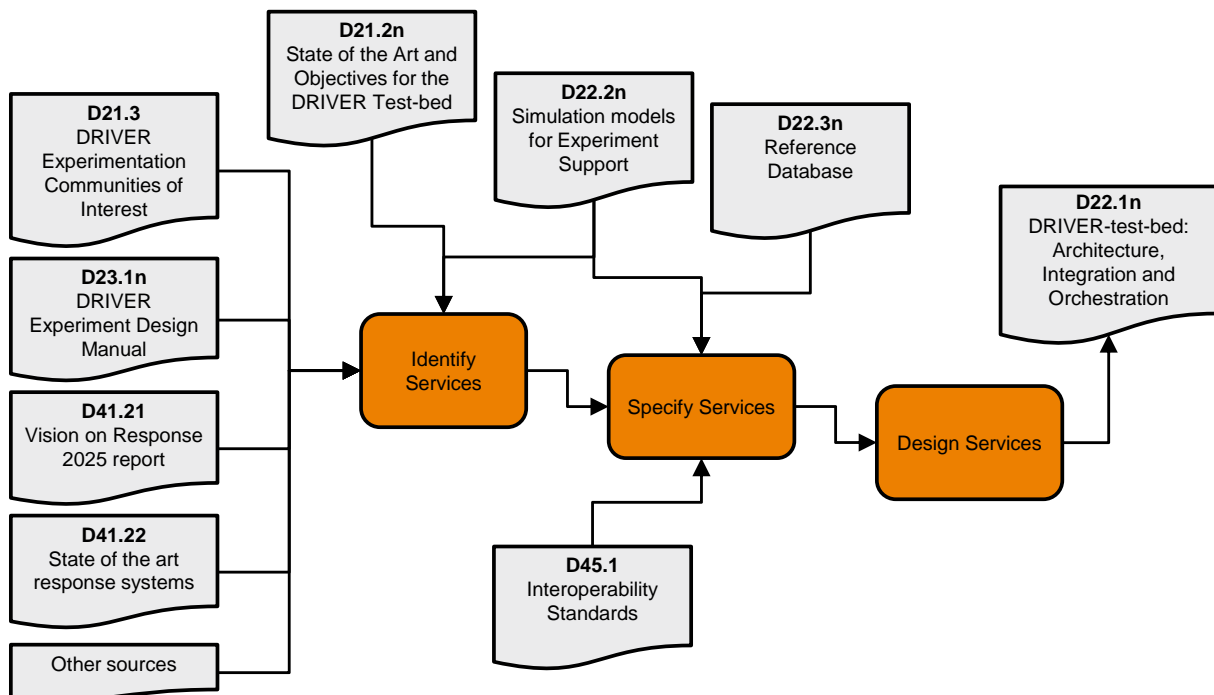 D21.2n
State of the Art and
Objectives for the
DRIVER Test-bed
D22.2n
Simulation models
for Experiment
Support
D22.3n
Reference
Database
D21.3
DRIVER
Experimentation
Communities of
Interest
D22.1n
DRIVER-test-bed:
Architecture,
Integration and
Orchestration
D23.1n
DRIVER
Experiment Design
Manual
Identify
Services
Specify Services
Design Services
D41.21
Vision on Response
2025 report
D41.22
State of the art
response systems
D45.1
Interoperability
Standards
Other sources